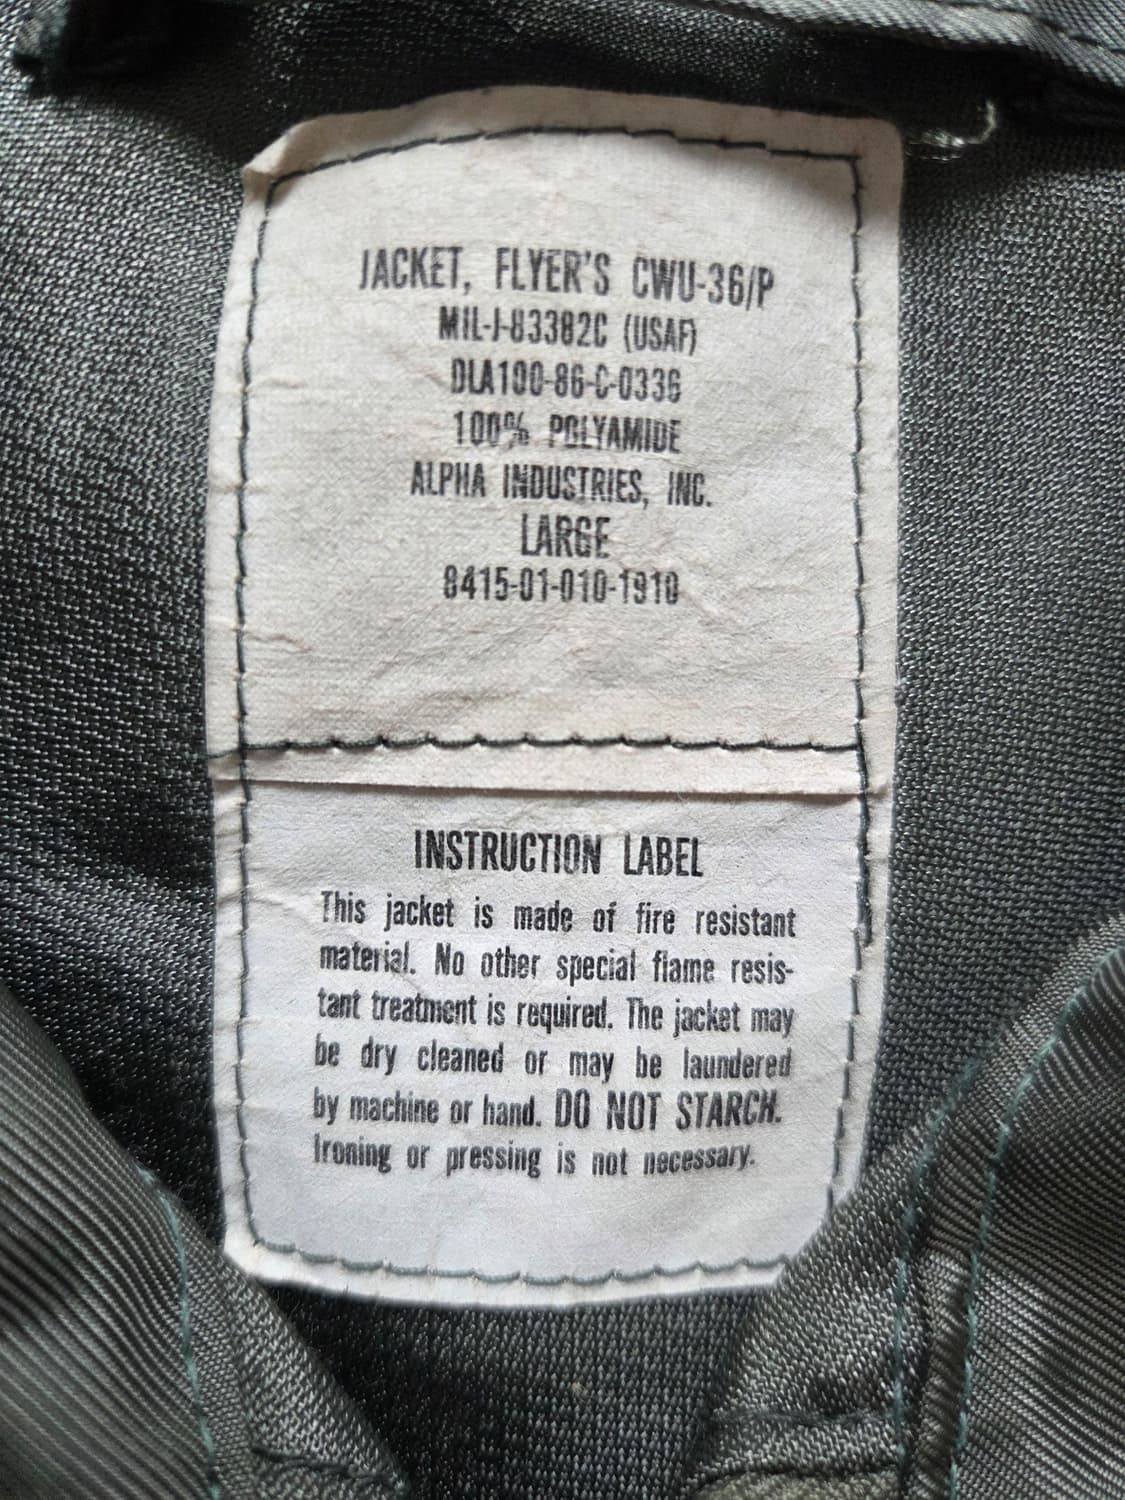 JACKET, FLYER'S CWU-36/P
MIL-J-83382C (USAF)
DLA100-86-C-0336
100% POLYAMIDE
ALPHA INDUSTRIES, INC.
LARGE
8415-01-010-1910
INSTRUCTION LABEL
This jacket is made of fire resistant
material. No other special flame resis-
tant treatment is required. The jacket may
be dry cleaned or may be laundered
by machine or hand. DO NOT STARCH.
Ironing or pressing is not necessary.